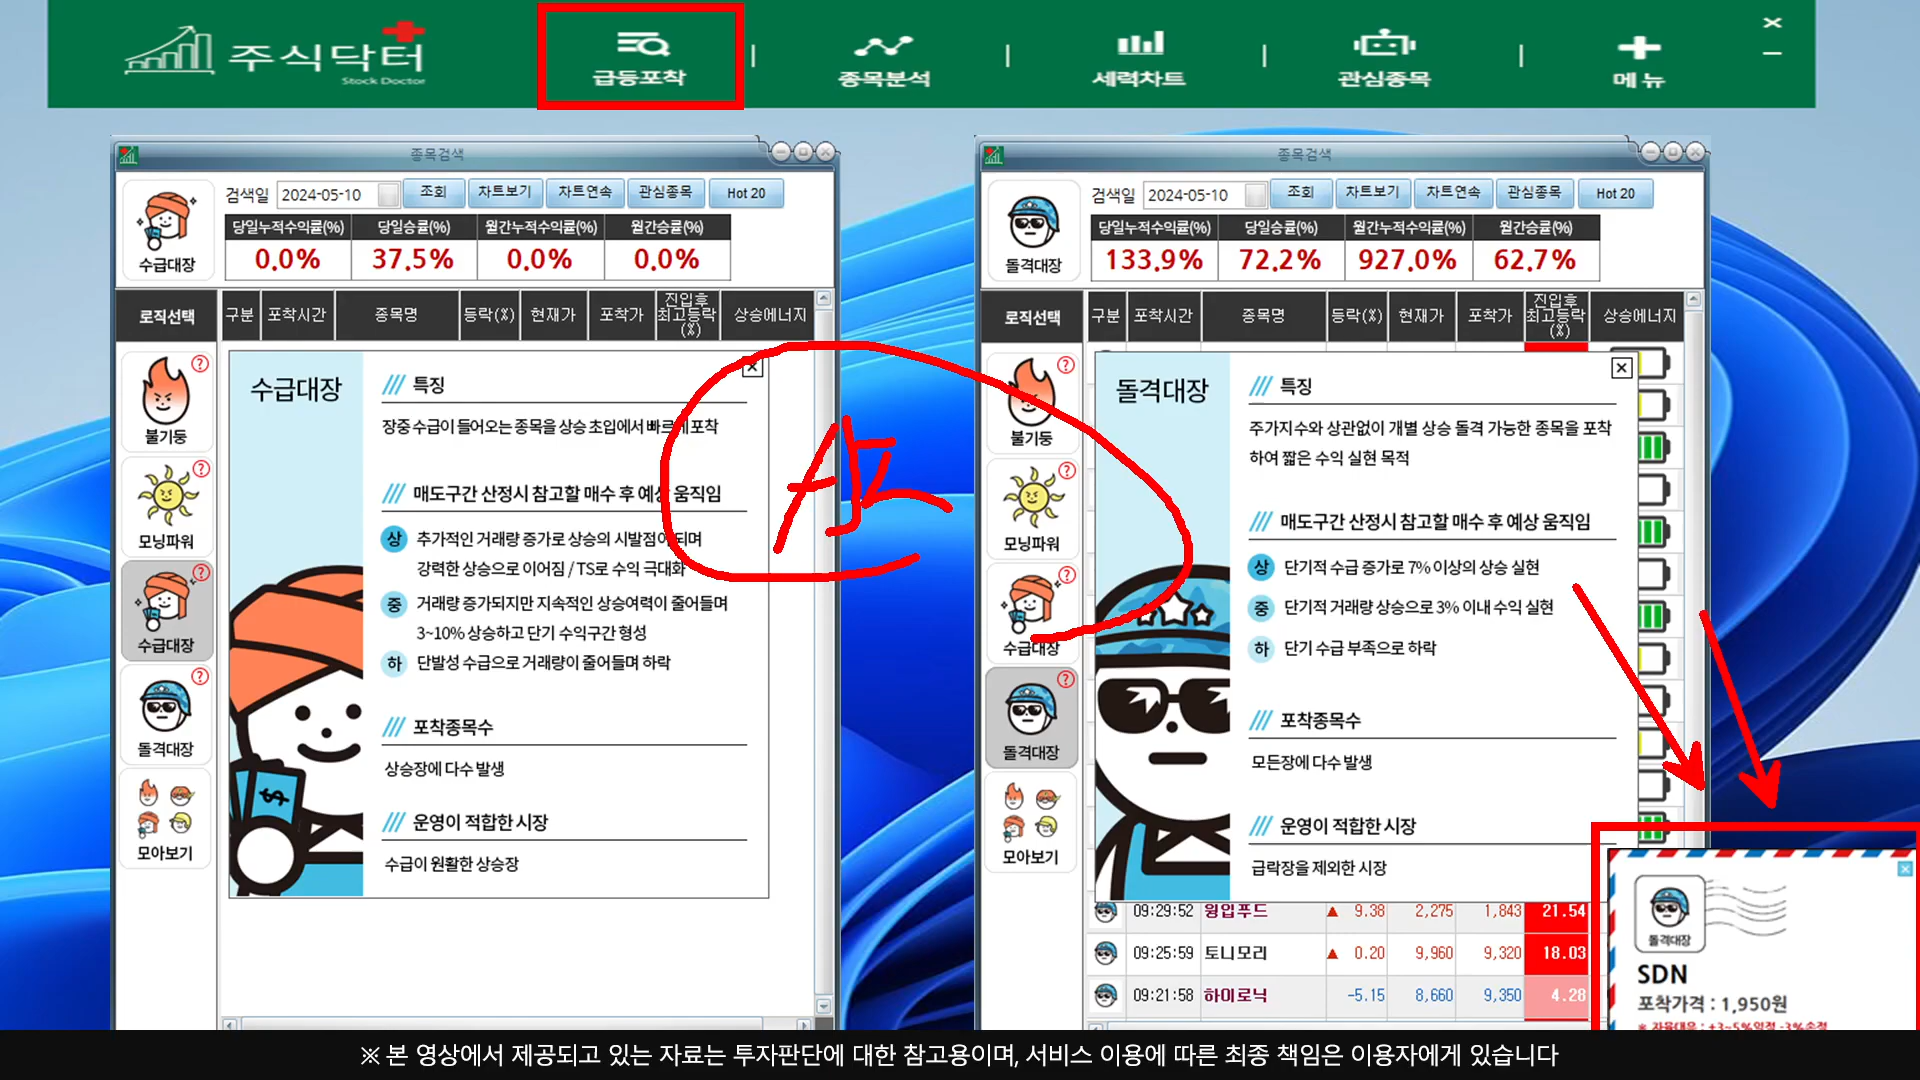 주식닥터
Stock Doctor
급등포착
종목분석
세력차트
관심종목
메뉴
종목검색
수급대장
검색일 2024-05-10 조회 차트보기 차트연속 관심종목 Hot 20
당일누적수익률(%) 당일승률(%) 월간누적수익률(%) 월간승률(%)
0.0% 37.5% 0.0% 0.0%
로직선택 구분 포착시간 종목명 등락(%) 현재가 포착가 진입후 최고등락 (%) 상승에너지
불기둥
모닝파워
수급대장
돌격대장
모아보기
수급대장
특징
장중 수급이 들어오는 종목을 상승 초입에서 빠르게 포착
매도구간 산정시 참고할 매수 후 예상 움직임
상 추가적인 거래량 증가로 상승의 시발점이 되며
강력한 상승으로 이어짐 / TS로 수익 극대화
중 거래량 증가되지만 지속적인 상승여력이 줄어들며
3~10% 상승하고 단기 수익구간 형성
하 단발성 수급으로 거래량이 줄어들며 하락
포착종목수
상승장에 다수 발생
운영이 적합한 시장
수급이 원활한 상승장
종목검색
돌격대장
검색일 2024-05-10 조회 차트보기 차트연속 관심종목 Hot 20
당일누적수익률(%) 당일승률(%) 월간누적수익률(%) 월간승률(%)
133.9% 72.2% 927.0% 62.7%
로직선택 구분 포착시간 종목명 등락(%) 현재가 포착가 진입후 최고등락 (%) 상승에너지
불기둥
모닝파워
수급대장
돌격대장
모아보기
돌격대장
특징
주가지수와 상관없이 개별 상승 돌격 가능한 종목을 포착
하여 짧은 수익 실현 목적
매도구간 산정시 참고할 매수 후 예상 움직임
상 단기적 수급 증가로 7% 이상의 상승 실현
중 단기적 거래량 상승으로 3% 이내 수익 실현
하 단기 수급 부족으로 하락
포착종목수
모든장에 다수 발생
운영이 적합한 시장
급락장을 제외한 시장
09:29:52 윙입푸드 ▲ 9.38 2,275 1,843 21.54
09:25:59 토니모리 ▲ 0.20 9,960 9,320 18.03
09:21:58 하이로닉 -5.15 8,660 9,350 4.28
돌격대장
SDN
포착가격 : 1,950원
※ 본 영상에서 제공되고 있는 자료는 투자판단에 대한 참고용이며, 서비스 이용에 따른 최종 책임은 이용자에게 있습니다